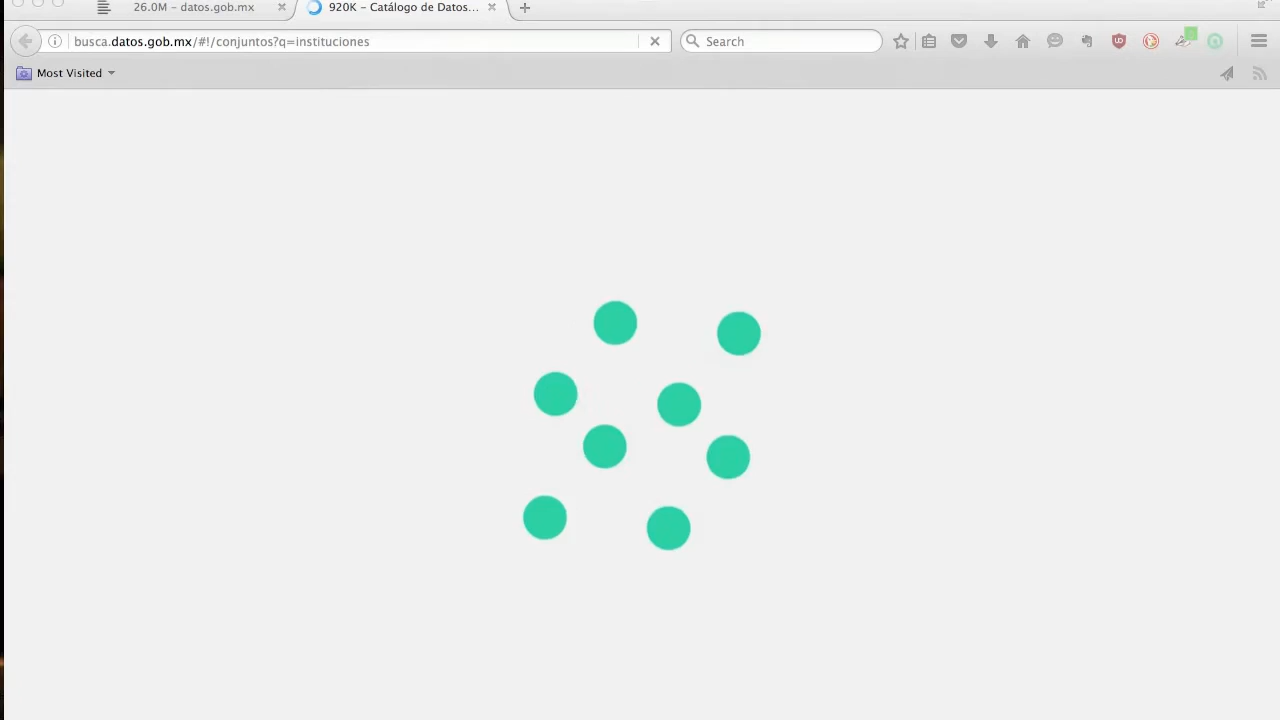 26.0M – datos.gob.mx
920K – Catálogo de Datos...
busca.datos.gob.mx/#!/conjuntos?q=instituciones
Search
Most Visited